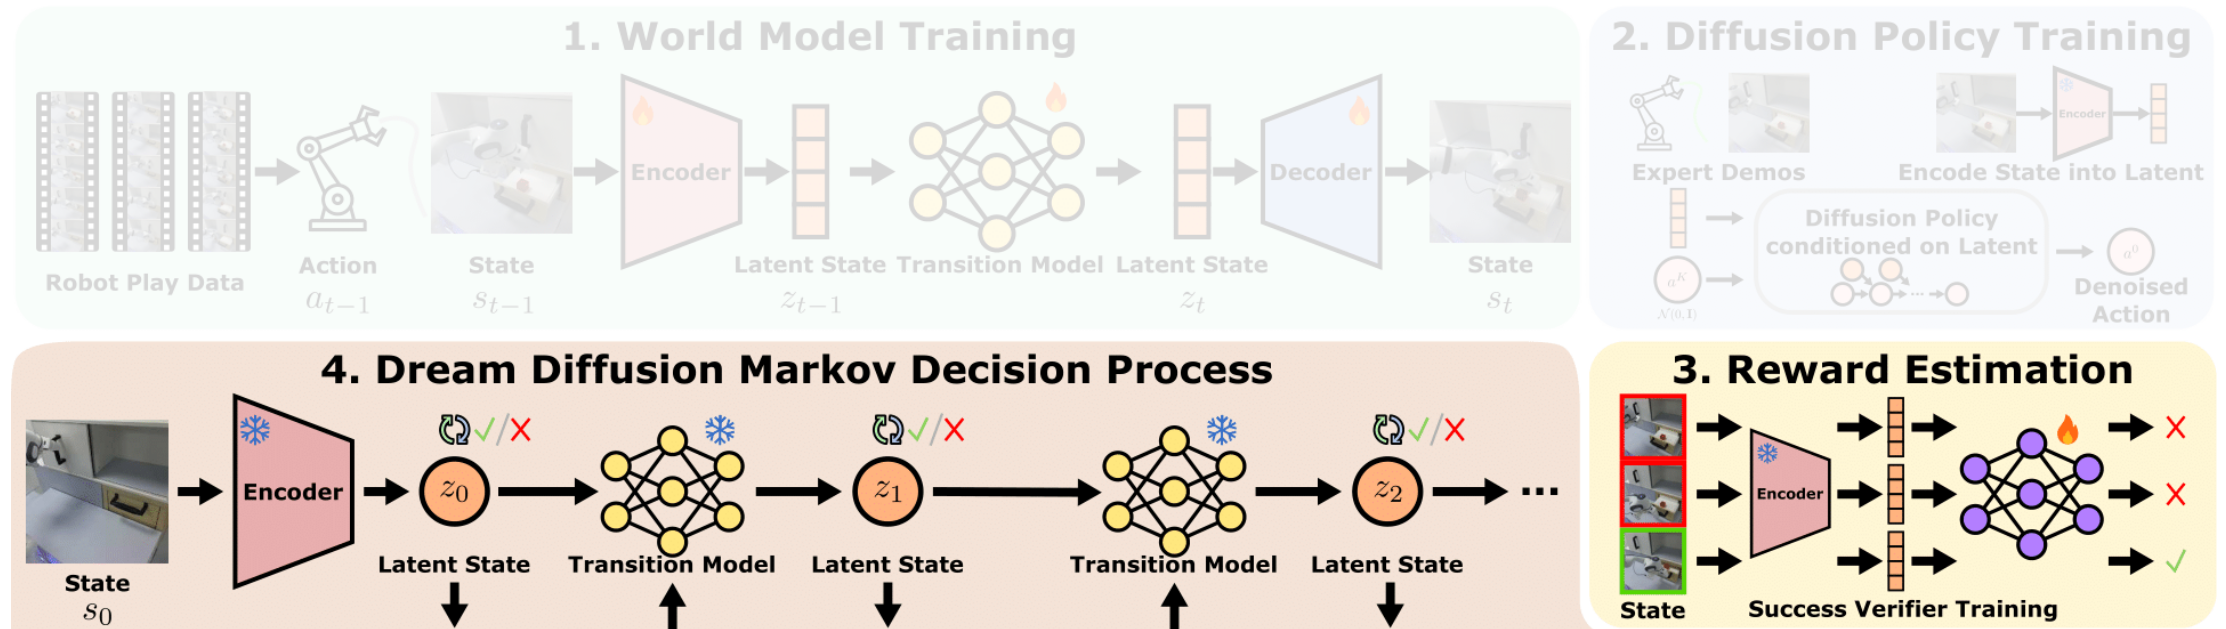 1. World Model Training
Encoder
Decoder
Robot Play Data
Action
a_{t-1}
State
s_{t-1}
Latent State
z_{t-1}
Transition Model
Latent State
z_t
State
s_t
2. Diffusion Policy Training
Encoder
Expert Demos
Encode State into Latent
Diffusion Policy
conditioned on Latent
a^K
N(0,I)
...
a^0
Denoised
Action
4. Dream Diffusion Markov Decision Process
State
s_0
Encoder
z_0
Latent State
Transition Model
z_1
Latent State
Transition Model
z_2
Latent State
...
3. Reward Estimation
Encoder
State
Success Verifier Training